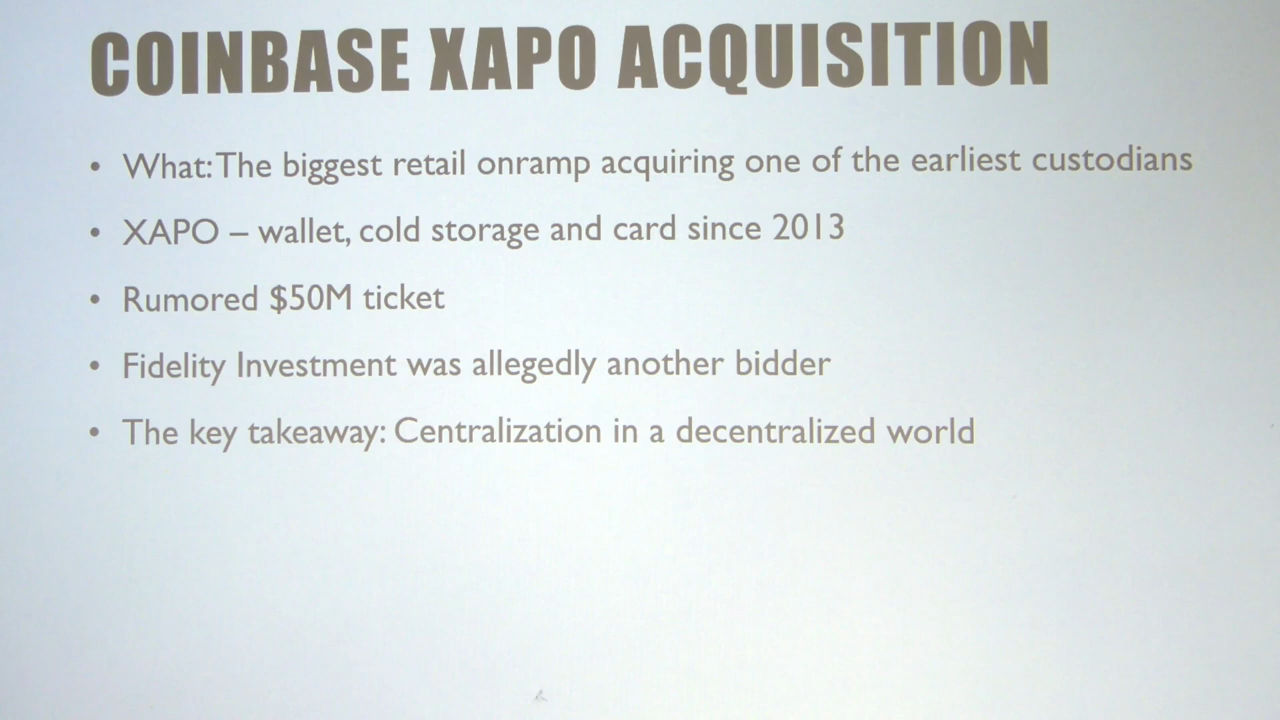 COINBASE XAPO ACQUISITION
• What: The biggest retail onramp acquiring one of the earliest custodians
• XAPO – wallet, cold storage and card since 2013
• Rumored $50M ticket
• Fidelity Investment was allegedly another bidder
• The key takeaway: Centralization in a decentralized world